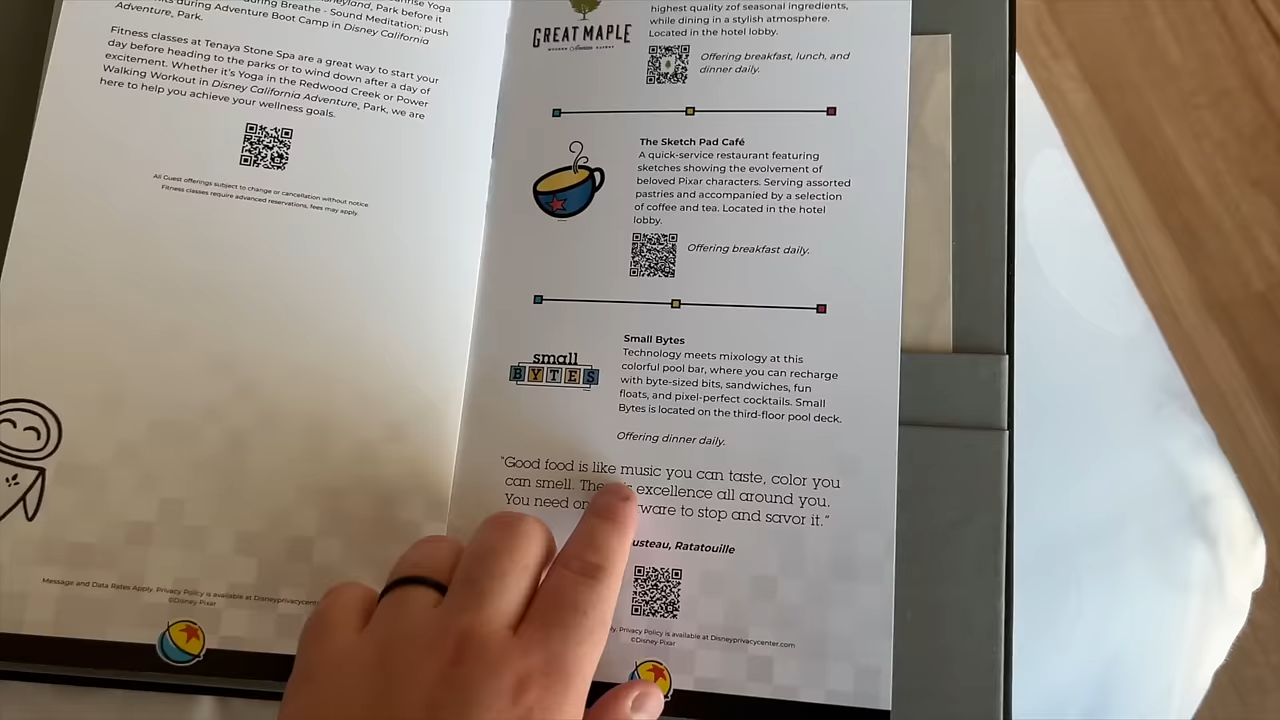 Sunrise Yoga
during Breathe - Sound Meditation; push
during Adventure Boot Camp in Disney California
Adventure, Park.
Fitness classes at Tenaya Stone Spa are a great way to start your
day before heading to the parks or to wind down after a day of
excitement. Whether it's Yoga in the Redwood Creek or Power
Walking Workout in Disney California Adventure, Park, we are
here to help you achieve your wellness goals.
All Guest offerings subject to change or cancellation without notice.
Fitness classes require advanced reservations, fees may apply.
Message and Data Rates Apply. Privacy Policy is available at
©Disney Pixar
GREAT MAPLE
highest quality zof seasonal ingredients,
while dining in a stylish atmosphere.
Located in the hotel lobby.
Offering breakfast, lunch, and
dinner daily.
The Sketch Pad Café
A quick-service restaurant featuring
sketches showing the evolvement of
beloved Pixar characters. Serving assorted
pastries and accompanied by a selection
of coffee and tea. Located in the hotel
lobby.
Offering breakfast daily.
small
BYTES
Small Bytes
Technology meets mixology at this
colorful pool bar, where you can recharge
with byte-sized bits, sandwiches, fun
floats, and pixel-perfect cocktails. Small
Bytes is located on the third-floor pool deck.
Offering dinner daily.
"Good food is like music you can taste, color you
can smell. excellence all around you.
You need to stop and savor it."
Ratatouille
Privacy Policy is available at Disneyprivacycenter.com
©Disney Pixar